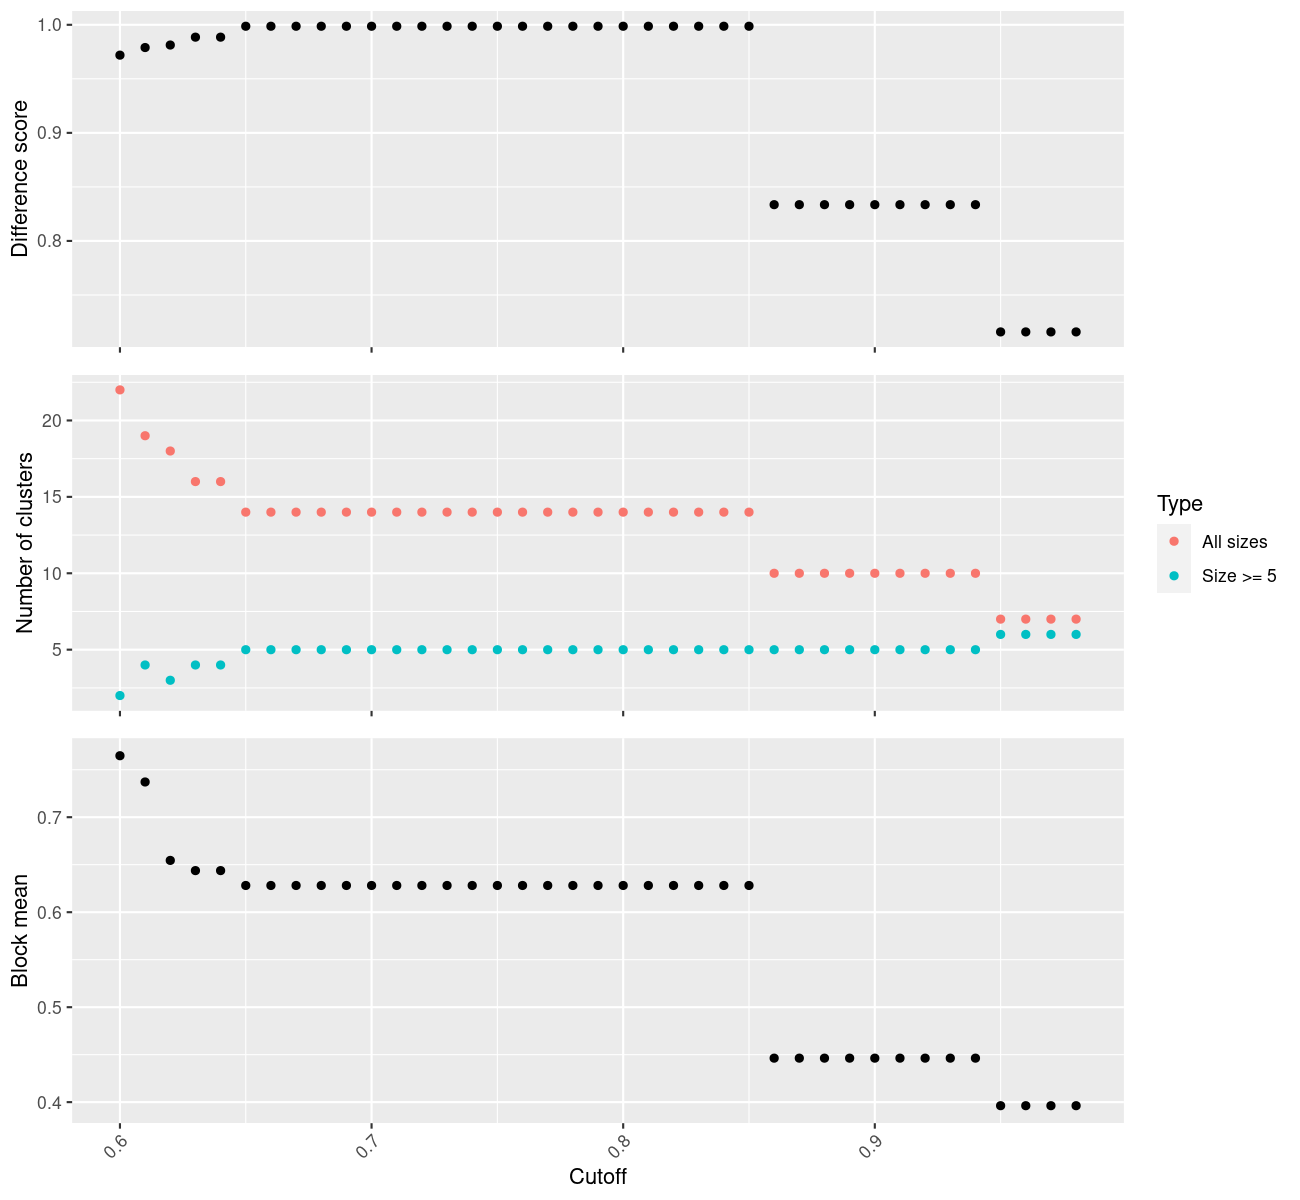 1.0
0.9
0.8
Difference score
20
15
10
5
Number of clusters
Type
All sizes
Size >= 5
0.7
0.6
0.5
0.4
Block mean
0.6 0.7 0.8 0.9
Cutoff